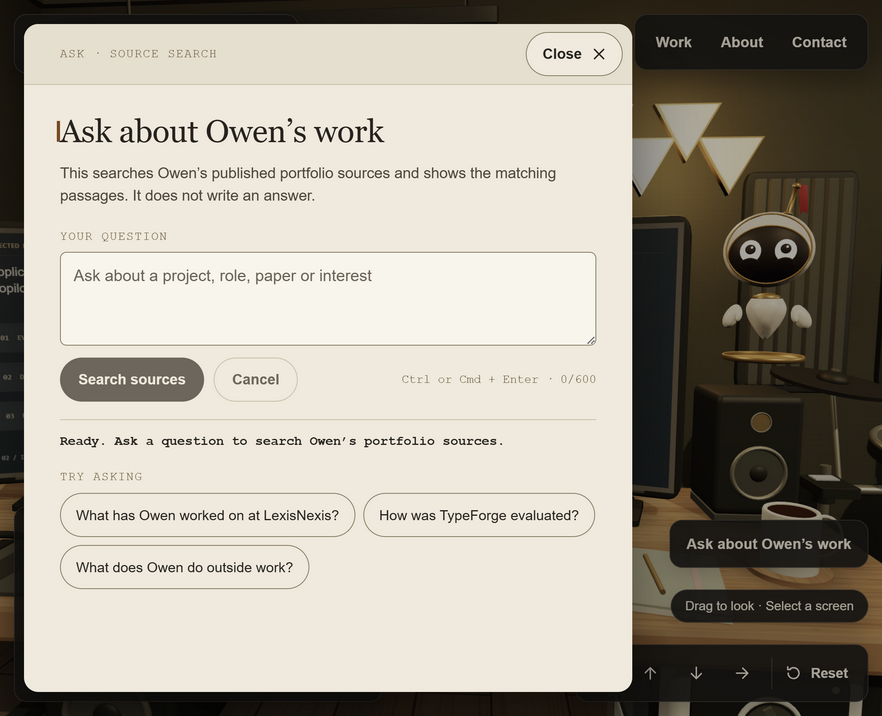 ASK · SOURCE SEARCH
Close
Work
About
Contact
Ask about Owen’s work
This searches Owen’s published portfolio sources and shows the matching
passages. It does not write an answer.
YOUR QUESTION
Ask about a project, role, paper or interest
Search sources
Cancel
Ctrl or Cmd + Enter · 0/600
Ready. Ask a question to search Owen’s portfolio sources.
TRY ASKING
What has Owen worked on at LexisNexis?
How was TypeForge evaluated?
What does Owen do outside work?
01
02
03
Ask about Owen’s work
Drag to look · Select a screen
Reset